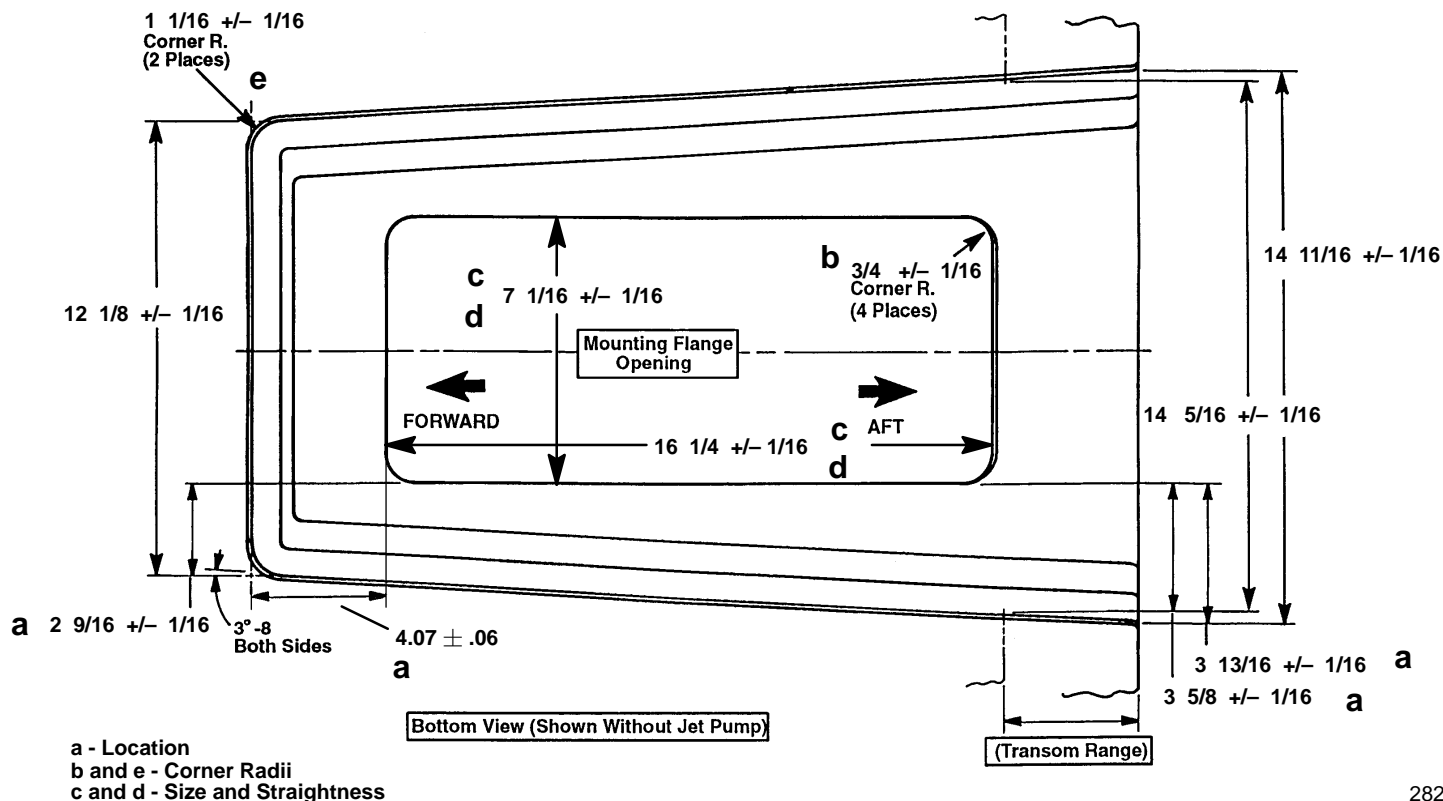 1 1/16 +/– 1/16
Corner R.
(2 Places)
e
14 11/16 +/– 1/16
b
3/4 +/– 1/16
Corner R.
(4 Places)
c
7 1/16 +/– 1/16
d
12 1/8 +/– 1/16
Mounting Flange
Opening
FORWARD
AFT
14 5/16 +/– 1/16
c
16 1/4 +/– 1/16
d
a 2 9/16 +/– 1/16
3°-8
Both Sides
4.07 ± .06
a
3 13/16 +/– 1/16 a
3 5/8 +/– 1/16 a
Bottom View (Shown Without Jet Pump)
(Transom Range)
a - Location
b and e - Corner Radii
c and d - Size and Straightness
282